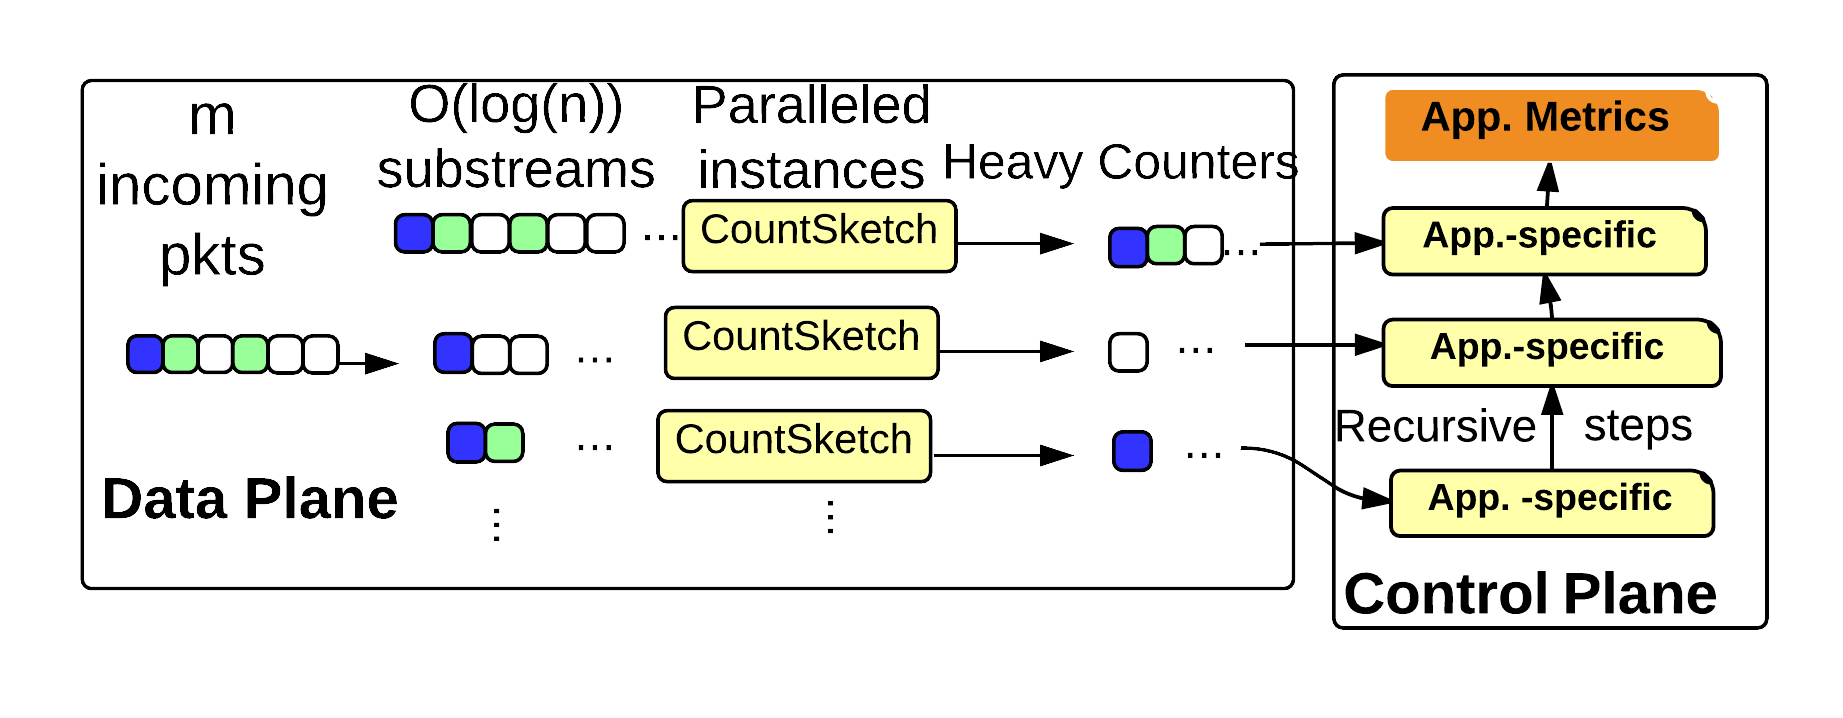 m
incoming
pkts
O(log(n))
substreams
Paralleled
instances
Heavy Counters
CountSketch
...
...
CountSketch
...
...
CountSketch
...
...
...
...
Data Plane
App. Metrics
App.-specific
App.-specific
Recursive steps
App. -specific
Control Plane